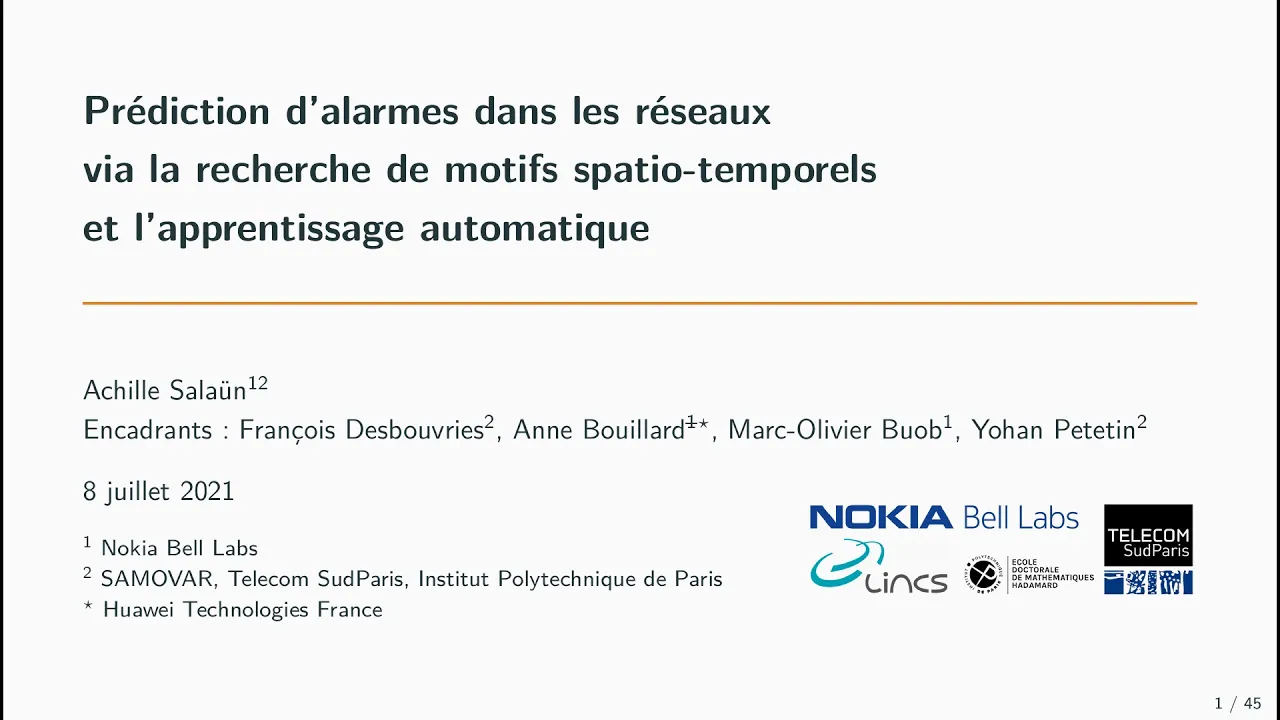 Prédiction d'alarmes dans les réseaux
via la recherche de motifs spatio-temporels
et l'apprentissage automatique
Achille Salaün¹²
Encadrants : François Desbouvries², Anne Bouillard¹*, Marc-Olivier Buob¹, Yohan Petetin²
8 juillet 2021
¹ Nokia Bell Labs
² SAMOVAR, Telecom SudParis, Institut Polytechnique de Paris
* Huawei Technologies France
NOKIA Bell Labs
TELECOM
SudParis
Lincs
ECOLE
DOCTORALE
DE MATHEMATIQUES
HADAMARD
1 / 45